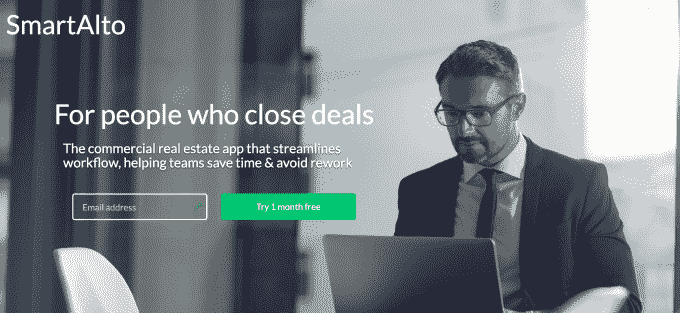 SmartAlto
For people who close deals
The commercial real estate app that streamlines
workflow, helping teams save time & avoid rework
Email address
Try 1 month free